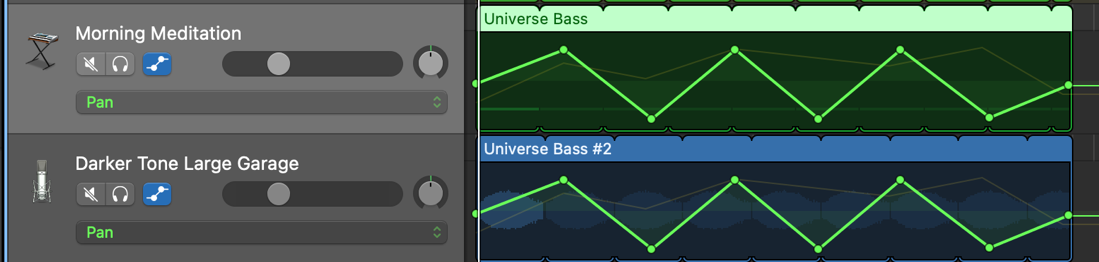 Morning Meditation
Universe Bass
Pan
Darker Tone Large Garage
Universe Bass #2
Pan